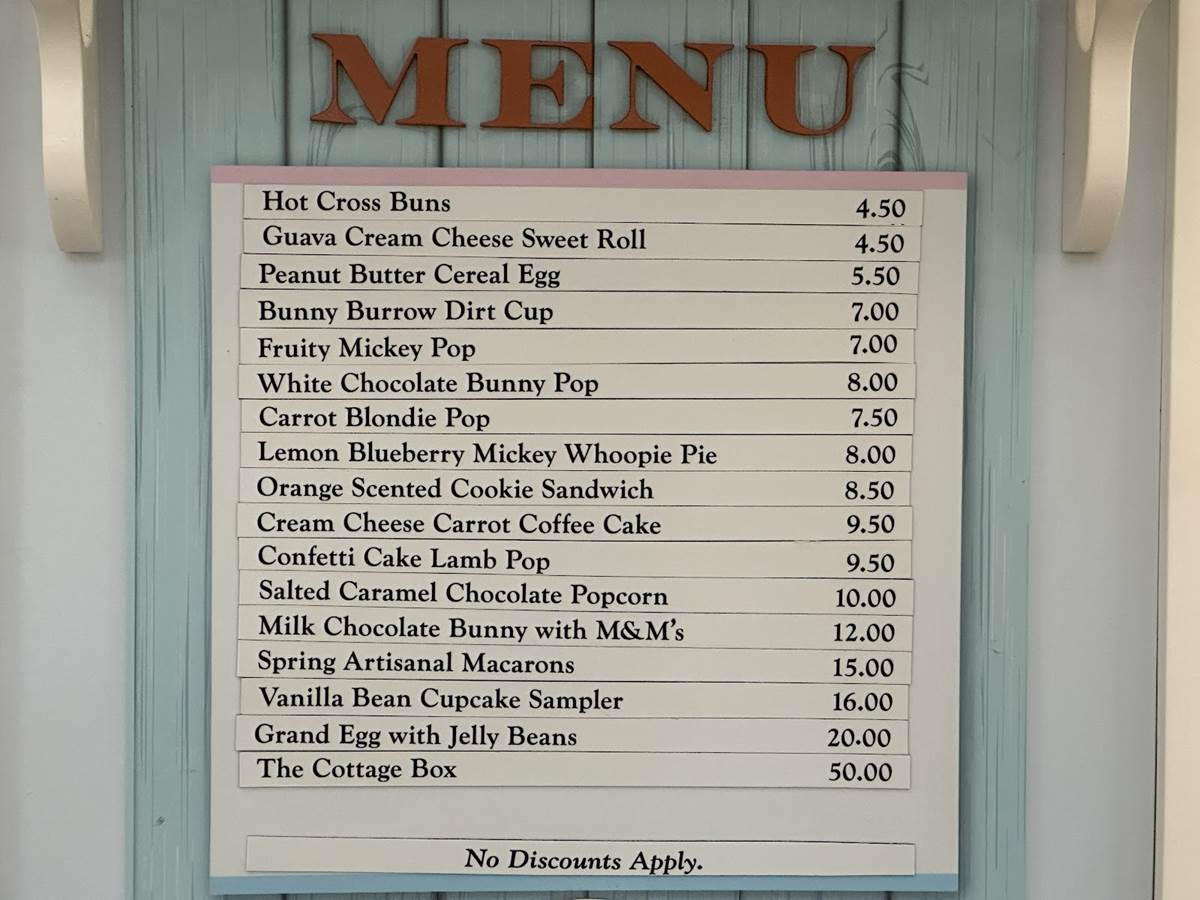 MENU
Hot Cross Buns 4.50
Guava Cream Cheese Sweet Roll 4.50
Peanut Butter Cereal Egg 5.50
Bunny Burrow Dirt Cup 7.00
Fruity Mickey Pop 7.00
White Chocolate Bunny Pop 8.00
Carrot Blondie Pop 7.50
Lemon Blueberry Mickey Whoopie Pie 8.00
Orange Scented Cookie Sandwich 8.50
Cream Cheese Carrot Coffee Cake 9.50
Confetti Cake Lamb Pop 9.50
Salted Caramel Chocolate Popcorn 10.00
Milk Chocolate Bunny with M&M's 12.00
Spring Artisanal Macarons 15.00
Vanilla Bean Cupcake Sampler 16.00
Grand Egg with Jelly Beans 20.00
The Cottage Box 50.00
No Discounts Apply.